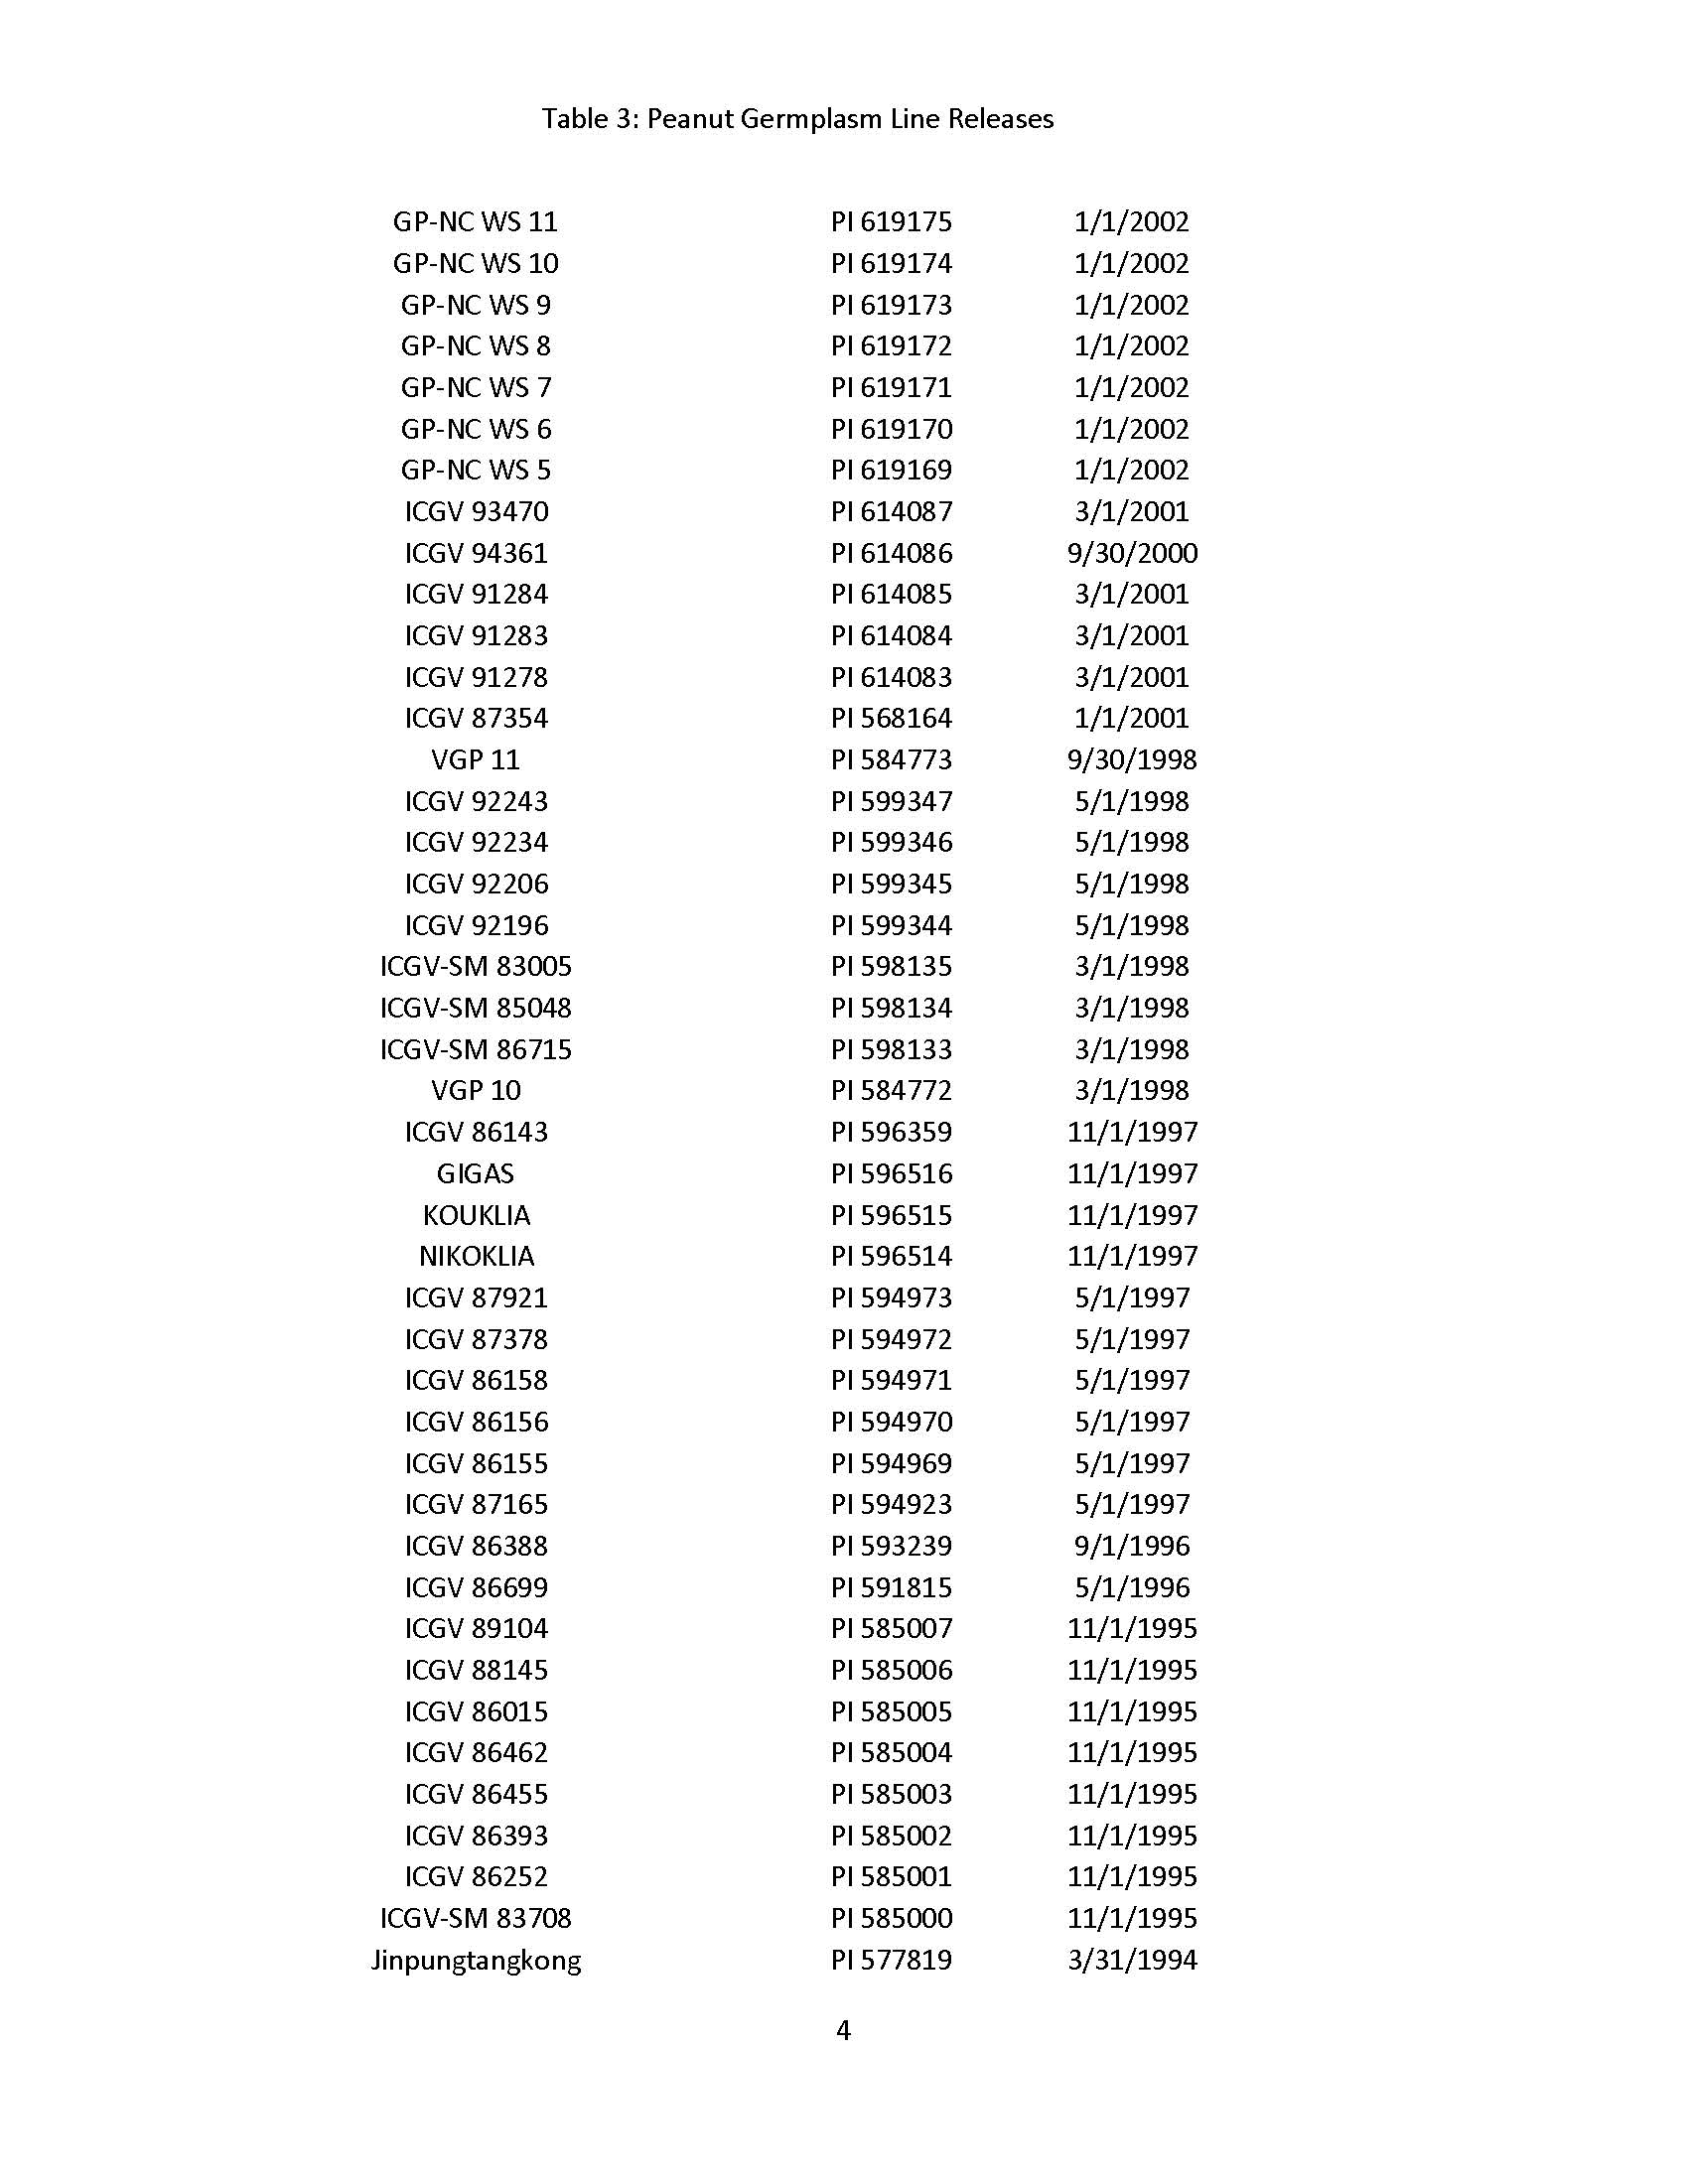 Table 3: Peanut Germplasm Line Releases
GP-NC WS 11 PI 619175 1/1/2002
GP-NC WS 10 PI 619174 1/1/2002
GP-NC WS 9 PI 619173 1/1/2002
GP-NC WS 8 PI 619172 1/1/2002
GP-NC WS 7 PI 619171 1/1/2002
GP-NC WS 6 PI 619170 1/1/2002
GP-NC WS 5 PI 619169 1/1/2002
ICGV 93470 PI 614087 3/1/2001
ICGV 94361 PI 614086 9/30/2000
ICGV 91284 PI 614085 3/1/2001
ICGV 91283 PI 614084 3/1/2001
ICGV 91278 PI 614083 3/1/2001
ICGV 87354 PI 568164 1/1/2001
VGP 11 PI 584773 9/30/1998
ICGV 92243 PI 599347 5/1/1998
ICGV 92234 PI 599346 5/1/1998
ICGV 92206 PI 599345 5/1/1998
ICGV 92196 PI 599344 5/1/1998
ICGV-SM 83005 PI 598135 3/1/1998
ICGV-SM 85048 PI 598134 3/1/1998
ICGV-SM 86715 PI 598133 3/1/1998
VGP 10 PI 584772 3/1/1998
ICGV 86143 PI 596359 11/1/1997
GIGAS PI 596516 11/1/1997
KOUKLIA PI 596515 11/1/1997
NIKOKLIA PI 596514 11/1/1997
ICGV 87921 PI 594973 5/1/1997
ICGV 87378 PI 594972 5/1/1997
ICGV 86158 PI 594971 5/1/1997
ICGV 86156 PI 594970 5/1/1997
ICGV 86155 PI 594969 5/1/1997
ICGV 87165 PI 594923 5/1/1997
ICGV 86388 PI 593239 9/1/1996
ICGV 86699 PI 591815 5/1/1996
ICGV 89104 PI 585007 11/1/1995
ICGV 88145 PI 585006 11/1/1995
ICGV 86015 PI 585005 11/1/1995
ICGV 86462 PI 585004 11/1/1995
ICGV 86455 PI 585003 11/1/1995
ICGV 86393 PI 585002 11/1/1995
ICGV 86252 PI 585001 11/1/1995
ICGV-SM 83708 PI 585000 11/1/1995
Jinpungtangkong PI 577819 3/31/1994
4